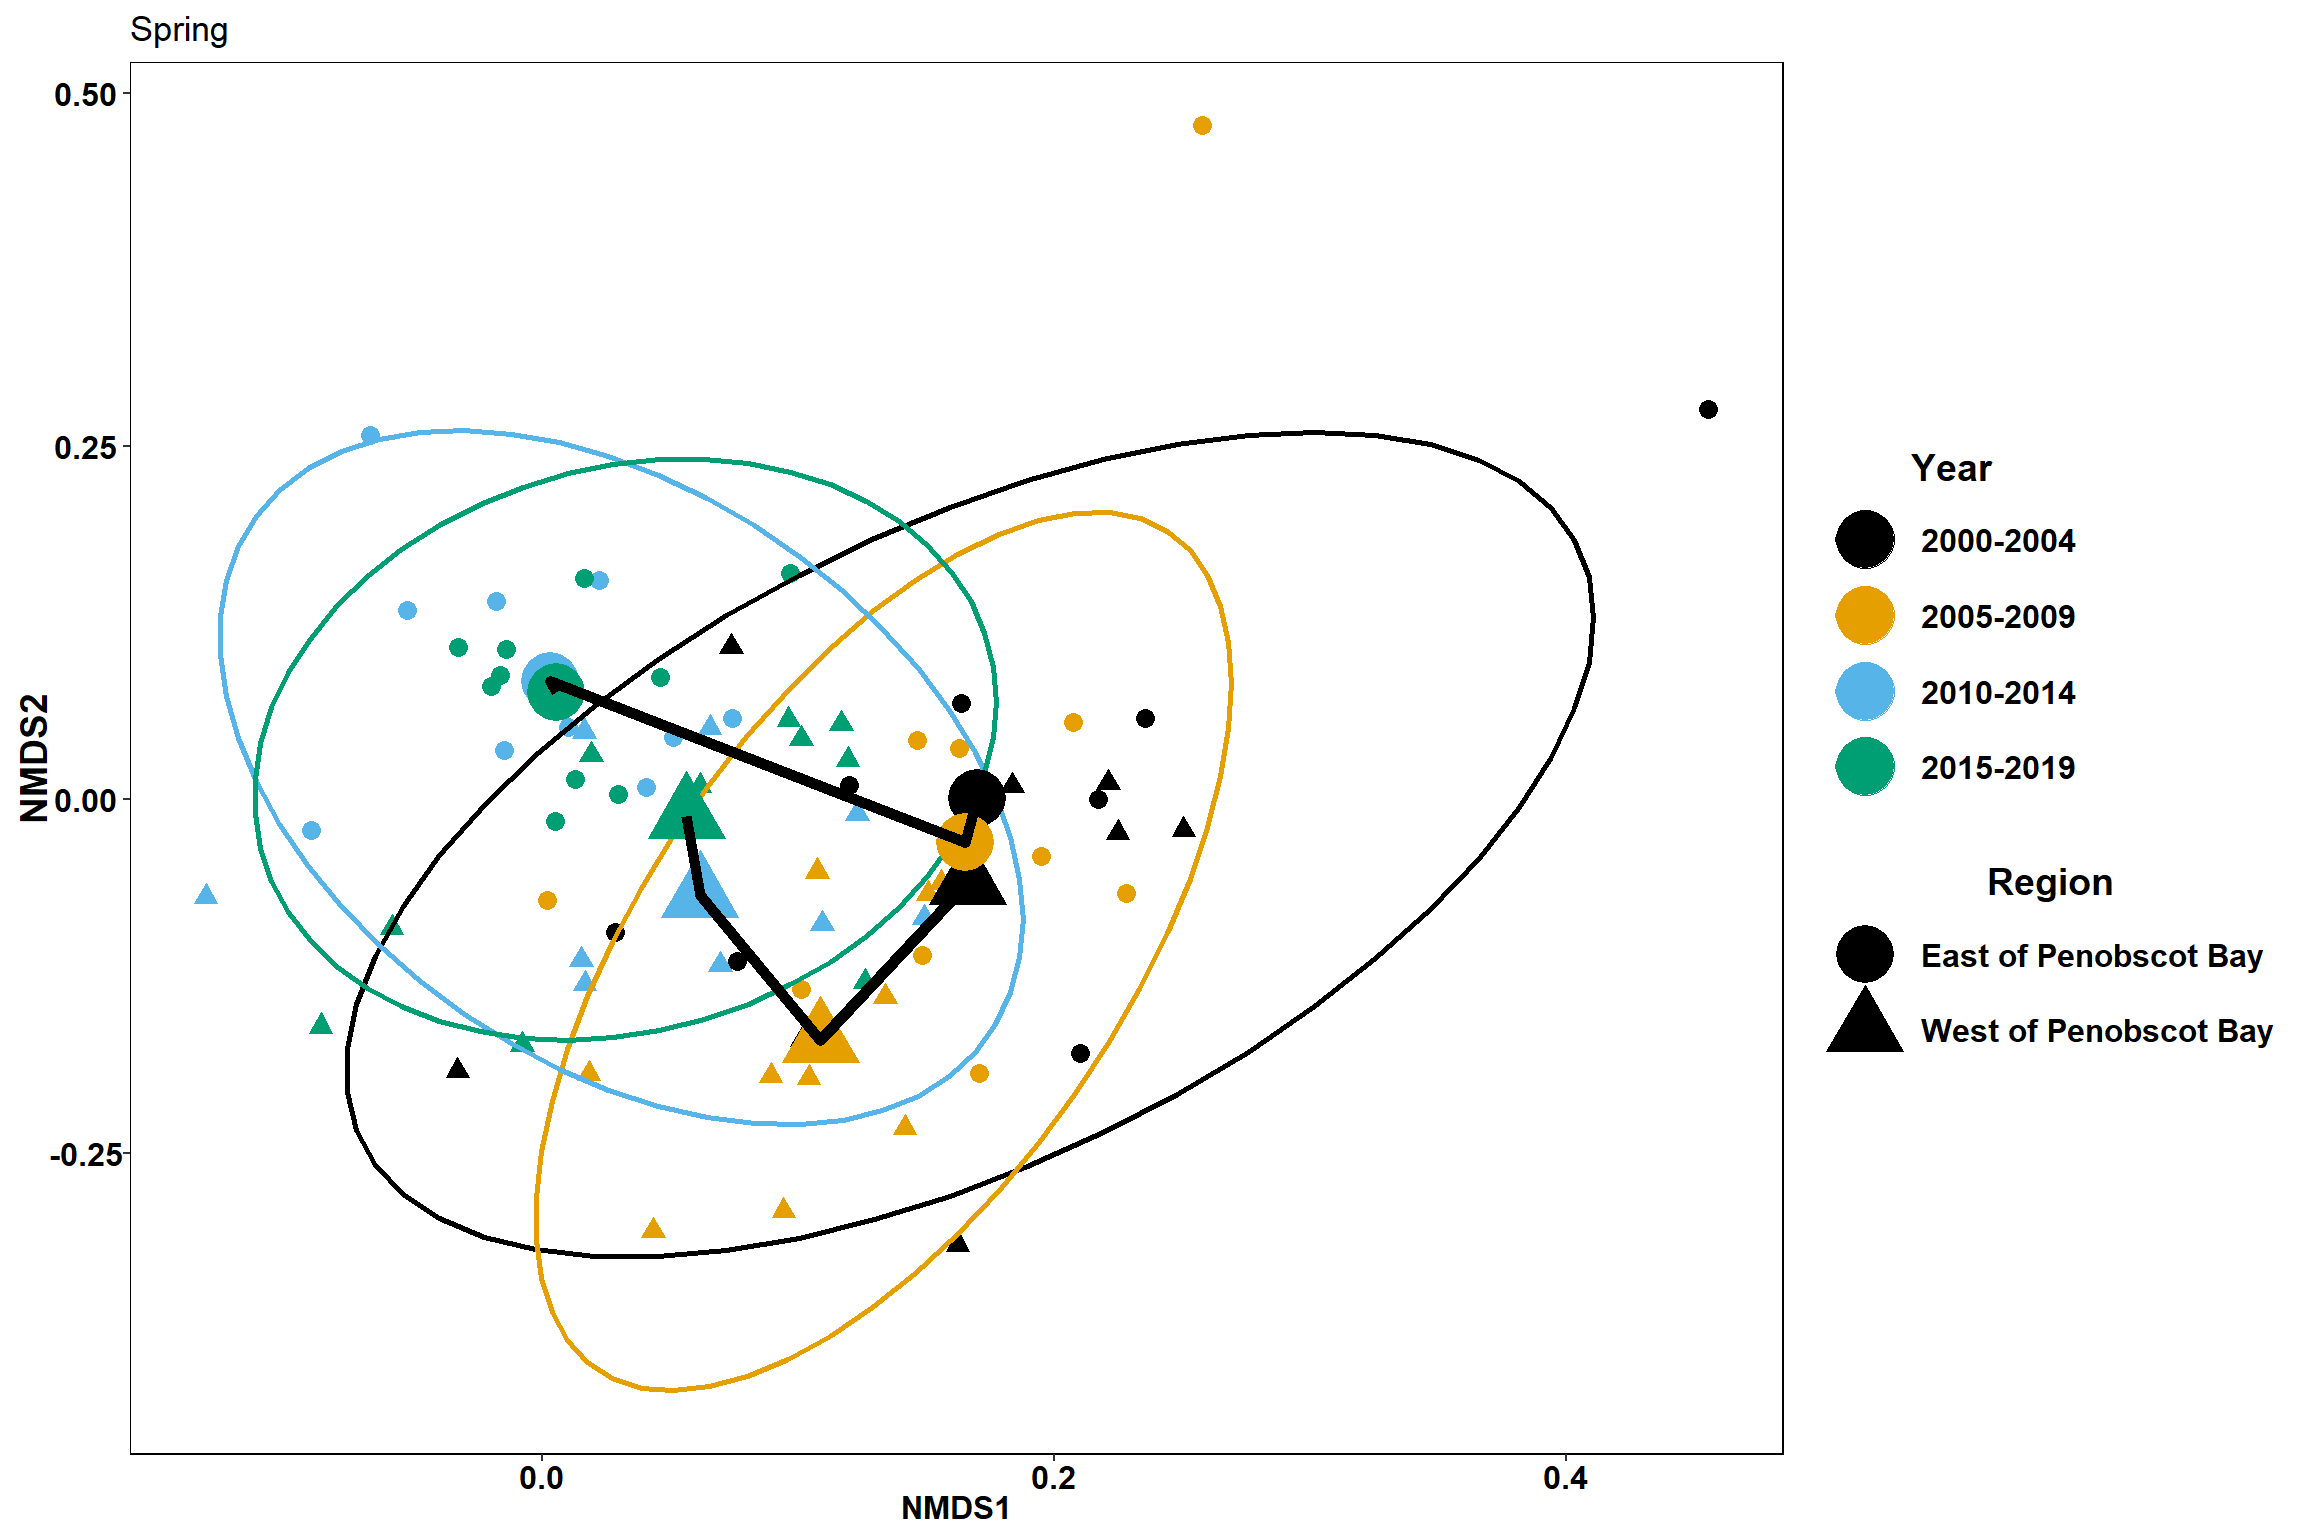 Spring
0.50
0.25
0.00
-0.25
NMDS2
0.0
0.2
0.4
NMDS1
Year
2000-2004
2005-2009
2010-2014
2015-2019
Region
East of Penobscot Bay
West of Penobscot Bay